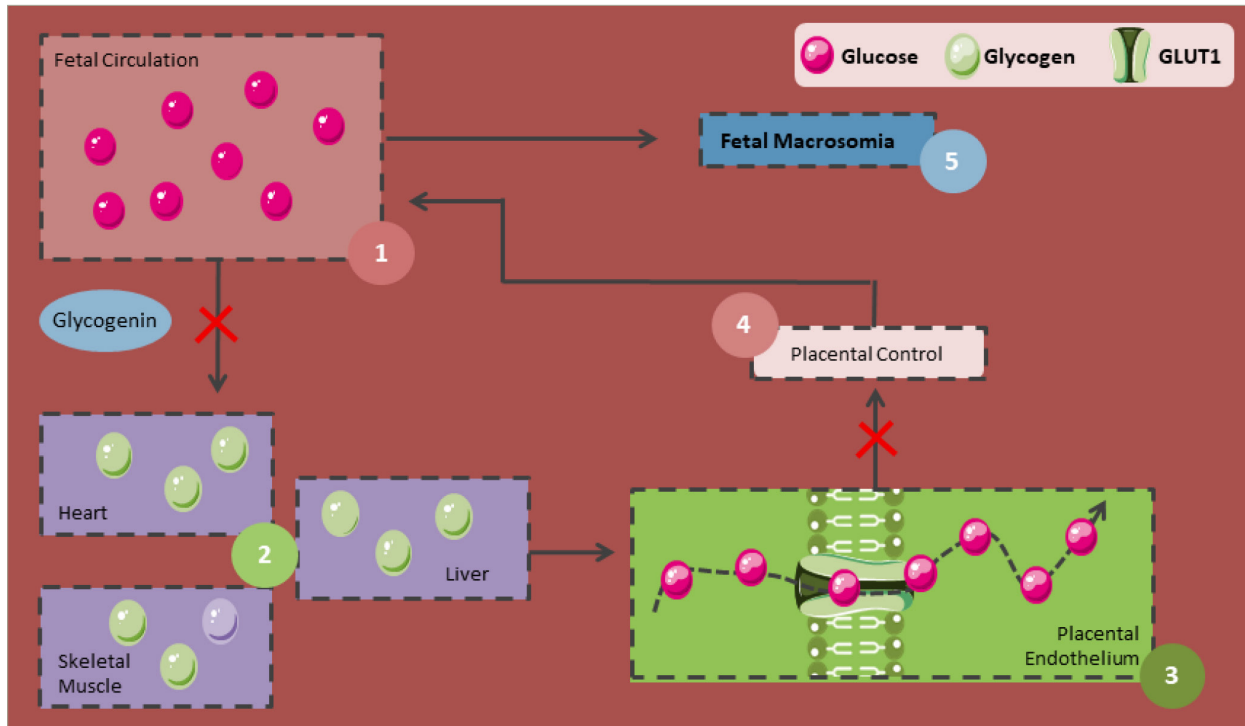 Fetal Circulation
Glucose
Glycogen
GLUT1
Fetal Macrosomia
5
1
Glycogenin
4
Placental Control
Heart
2
Liver
Skeletal
Muscle
Placental
Endothelium
3